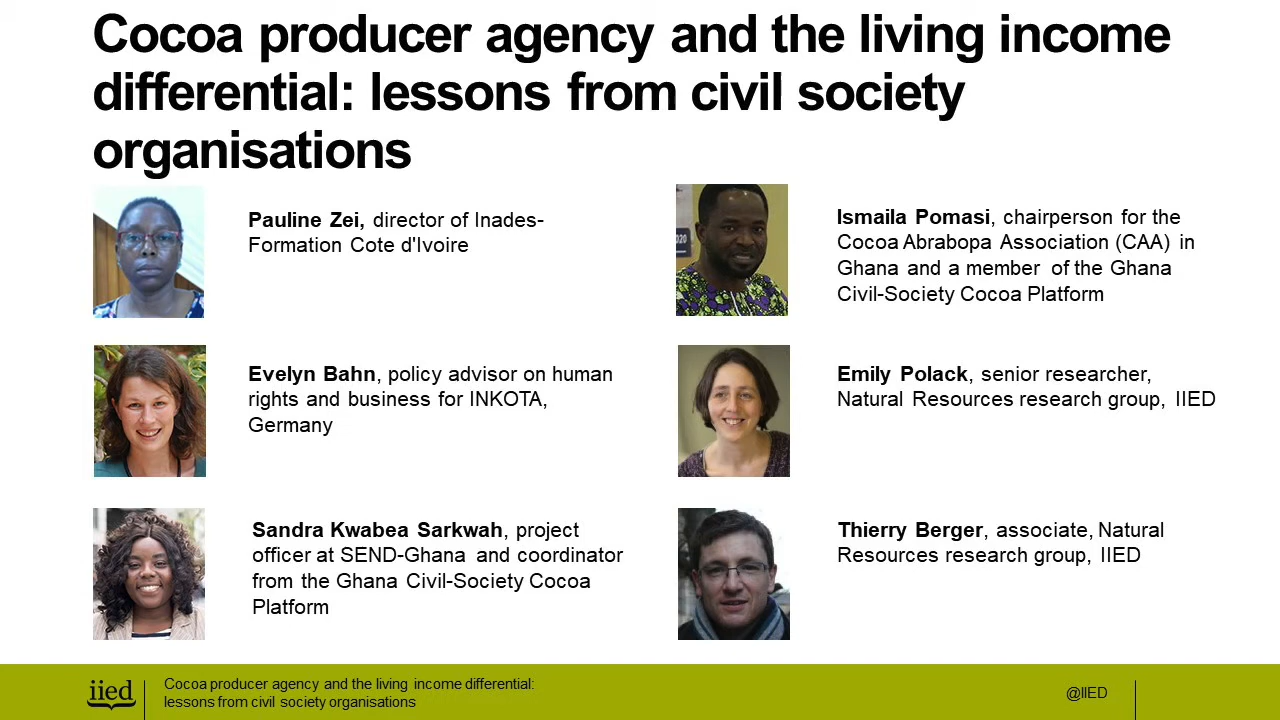 Cocoa producer agency and the living income
differential: lessons from civil society
organisations
Pauline Zei, director of Inades-
Formation Cote d'Ivoire
Ismaila Pomasi, chairperson for the
Cocoa Abrabopa Association (CAA) in
Ghana and a member of the Ghana
Civil-Society Cocoa Platform
Evelyn Bahn, policy advisor on human
rights and business for INKOTA,
Germany
Emily Polack, senior researcher,
Natural Resources research group, IIED
Sandra Kwabea Sarkwah, project
officer at SEND-Ghana and coordinator
from the Ghana Civil-Society Cocoa
Platform
Thierry Berger, associate, Natural
Resources research group, IIED
iied
Cocoa producer agency and the living income differential:
lessons from civil society organisations
@IIED